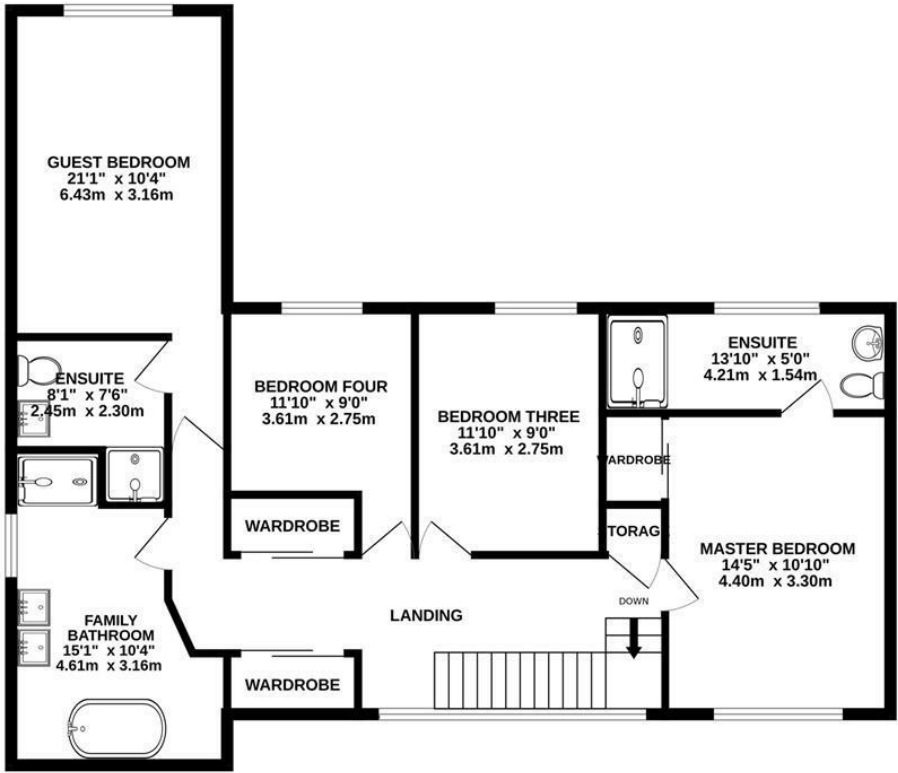 GUEST BEDROOM
21'1" x 10'4"
6.43m x 3.16m
ENSUITE
8'1" x 7'6"
2.45m x 2.30m
BEDROOM FOUR
11'10" x 9'0"
3.61m x 2.75m
BEDROOM THREE
11'10" x 9'0"
3.61m x 2.75m
ENSUITE
13'10" x 5'0"
4.21m x 1.54m
WARDROBE
WARDROBE
STORAG
MASTER BEDROOM
14'5" x 10'10"
4.40m x 3.30m
DOWN
LANDING
FAMILY
BATHROOM
15'1" x 10'4"
4.61m x 3.16m
WARDROBE